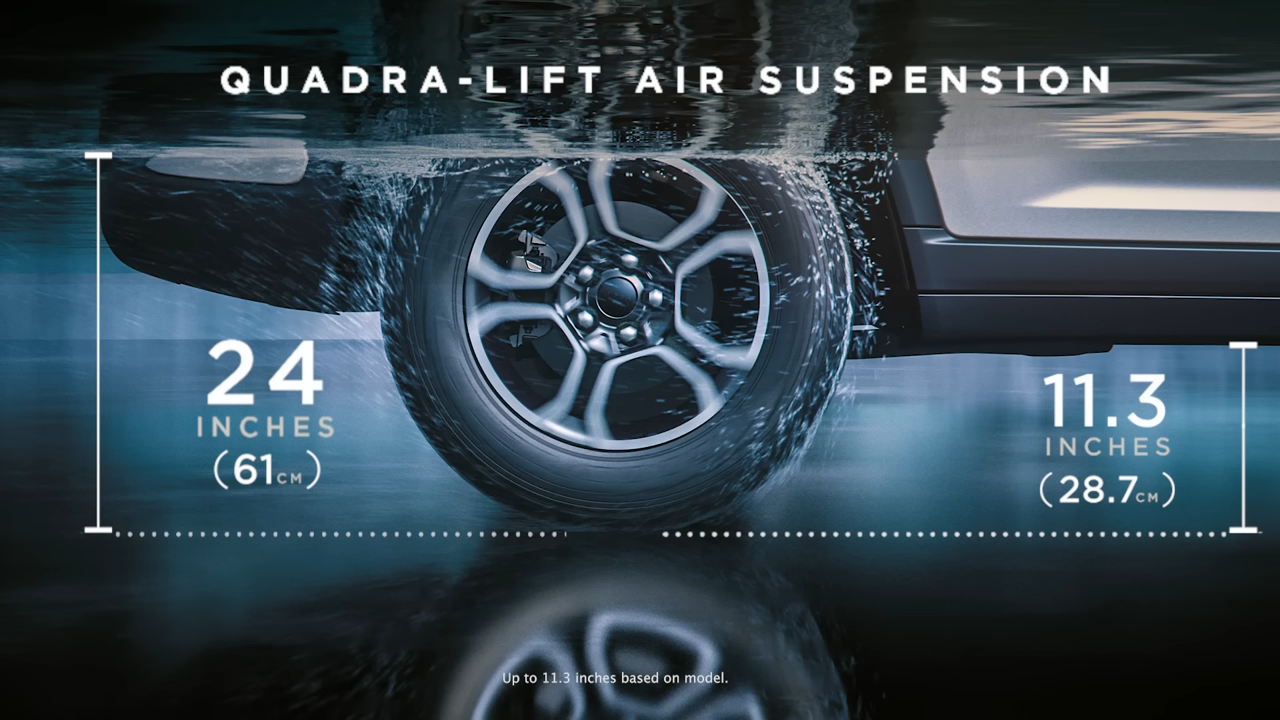 QUADRA-LIFT AIR SUSPENSION
24
INCHES
(61CM)
11.3
INCHES
(28.7CM)
Up to 11.3 inches based on model.